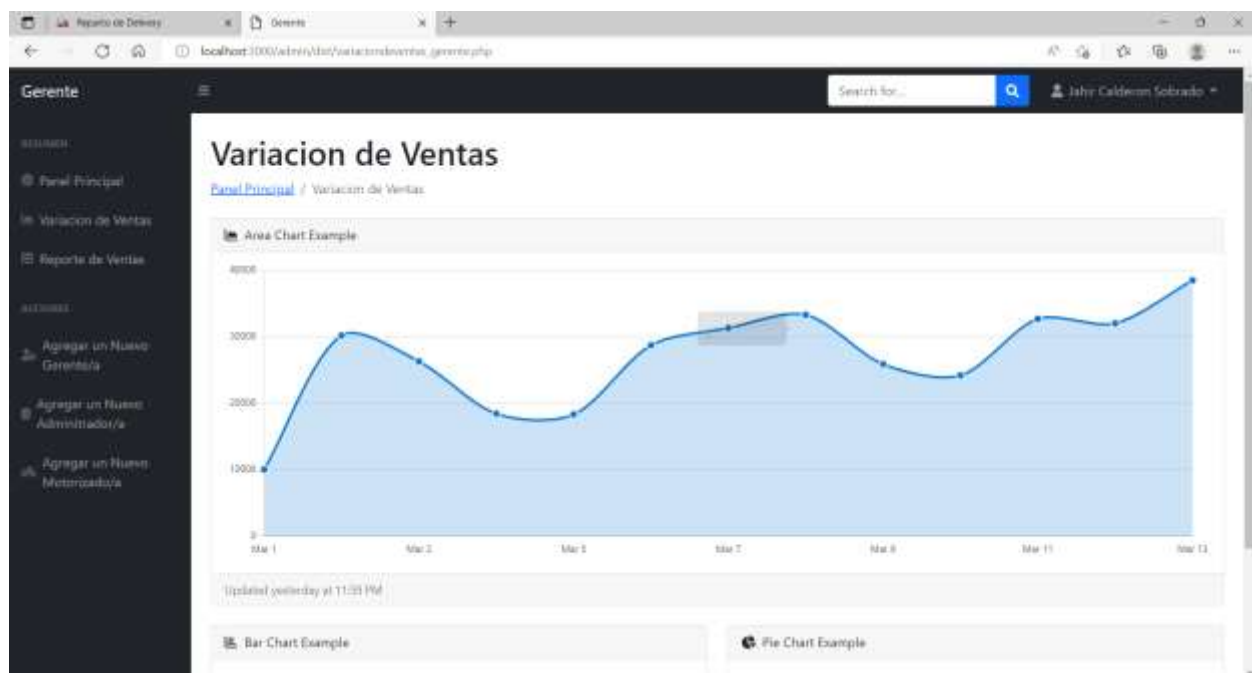 Reparto de Delivery
Gerente
localhost:3000/admin/dist/variaciondeventas_gerente.php
Gerente
Search for...
Jahir Calderon Sobrado
RESUMEN
Panel Principal
Variacion de Ventas
Reporte de Ventas
ACCIONES
Agregar un Nuevo
Gerente/a
Agregar un Nuevo
Administrador/a
Agregar un Nuevo
Motorizado/a
Variacion de Ventas
Panel Principal / Variacion de Ventas
Area Chart Example
40000
30000
20000
10000
0
Mar 1
Mar 3
Mar 5
Mar 7
Mar 9
Mar 11
Mar 13
Updated yesterday at 11:59 PM
Bar Chart Example
Pie Chart Example